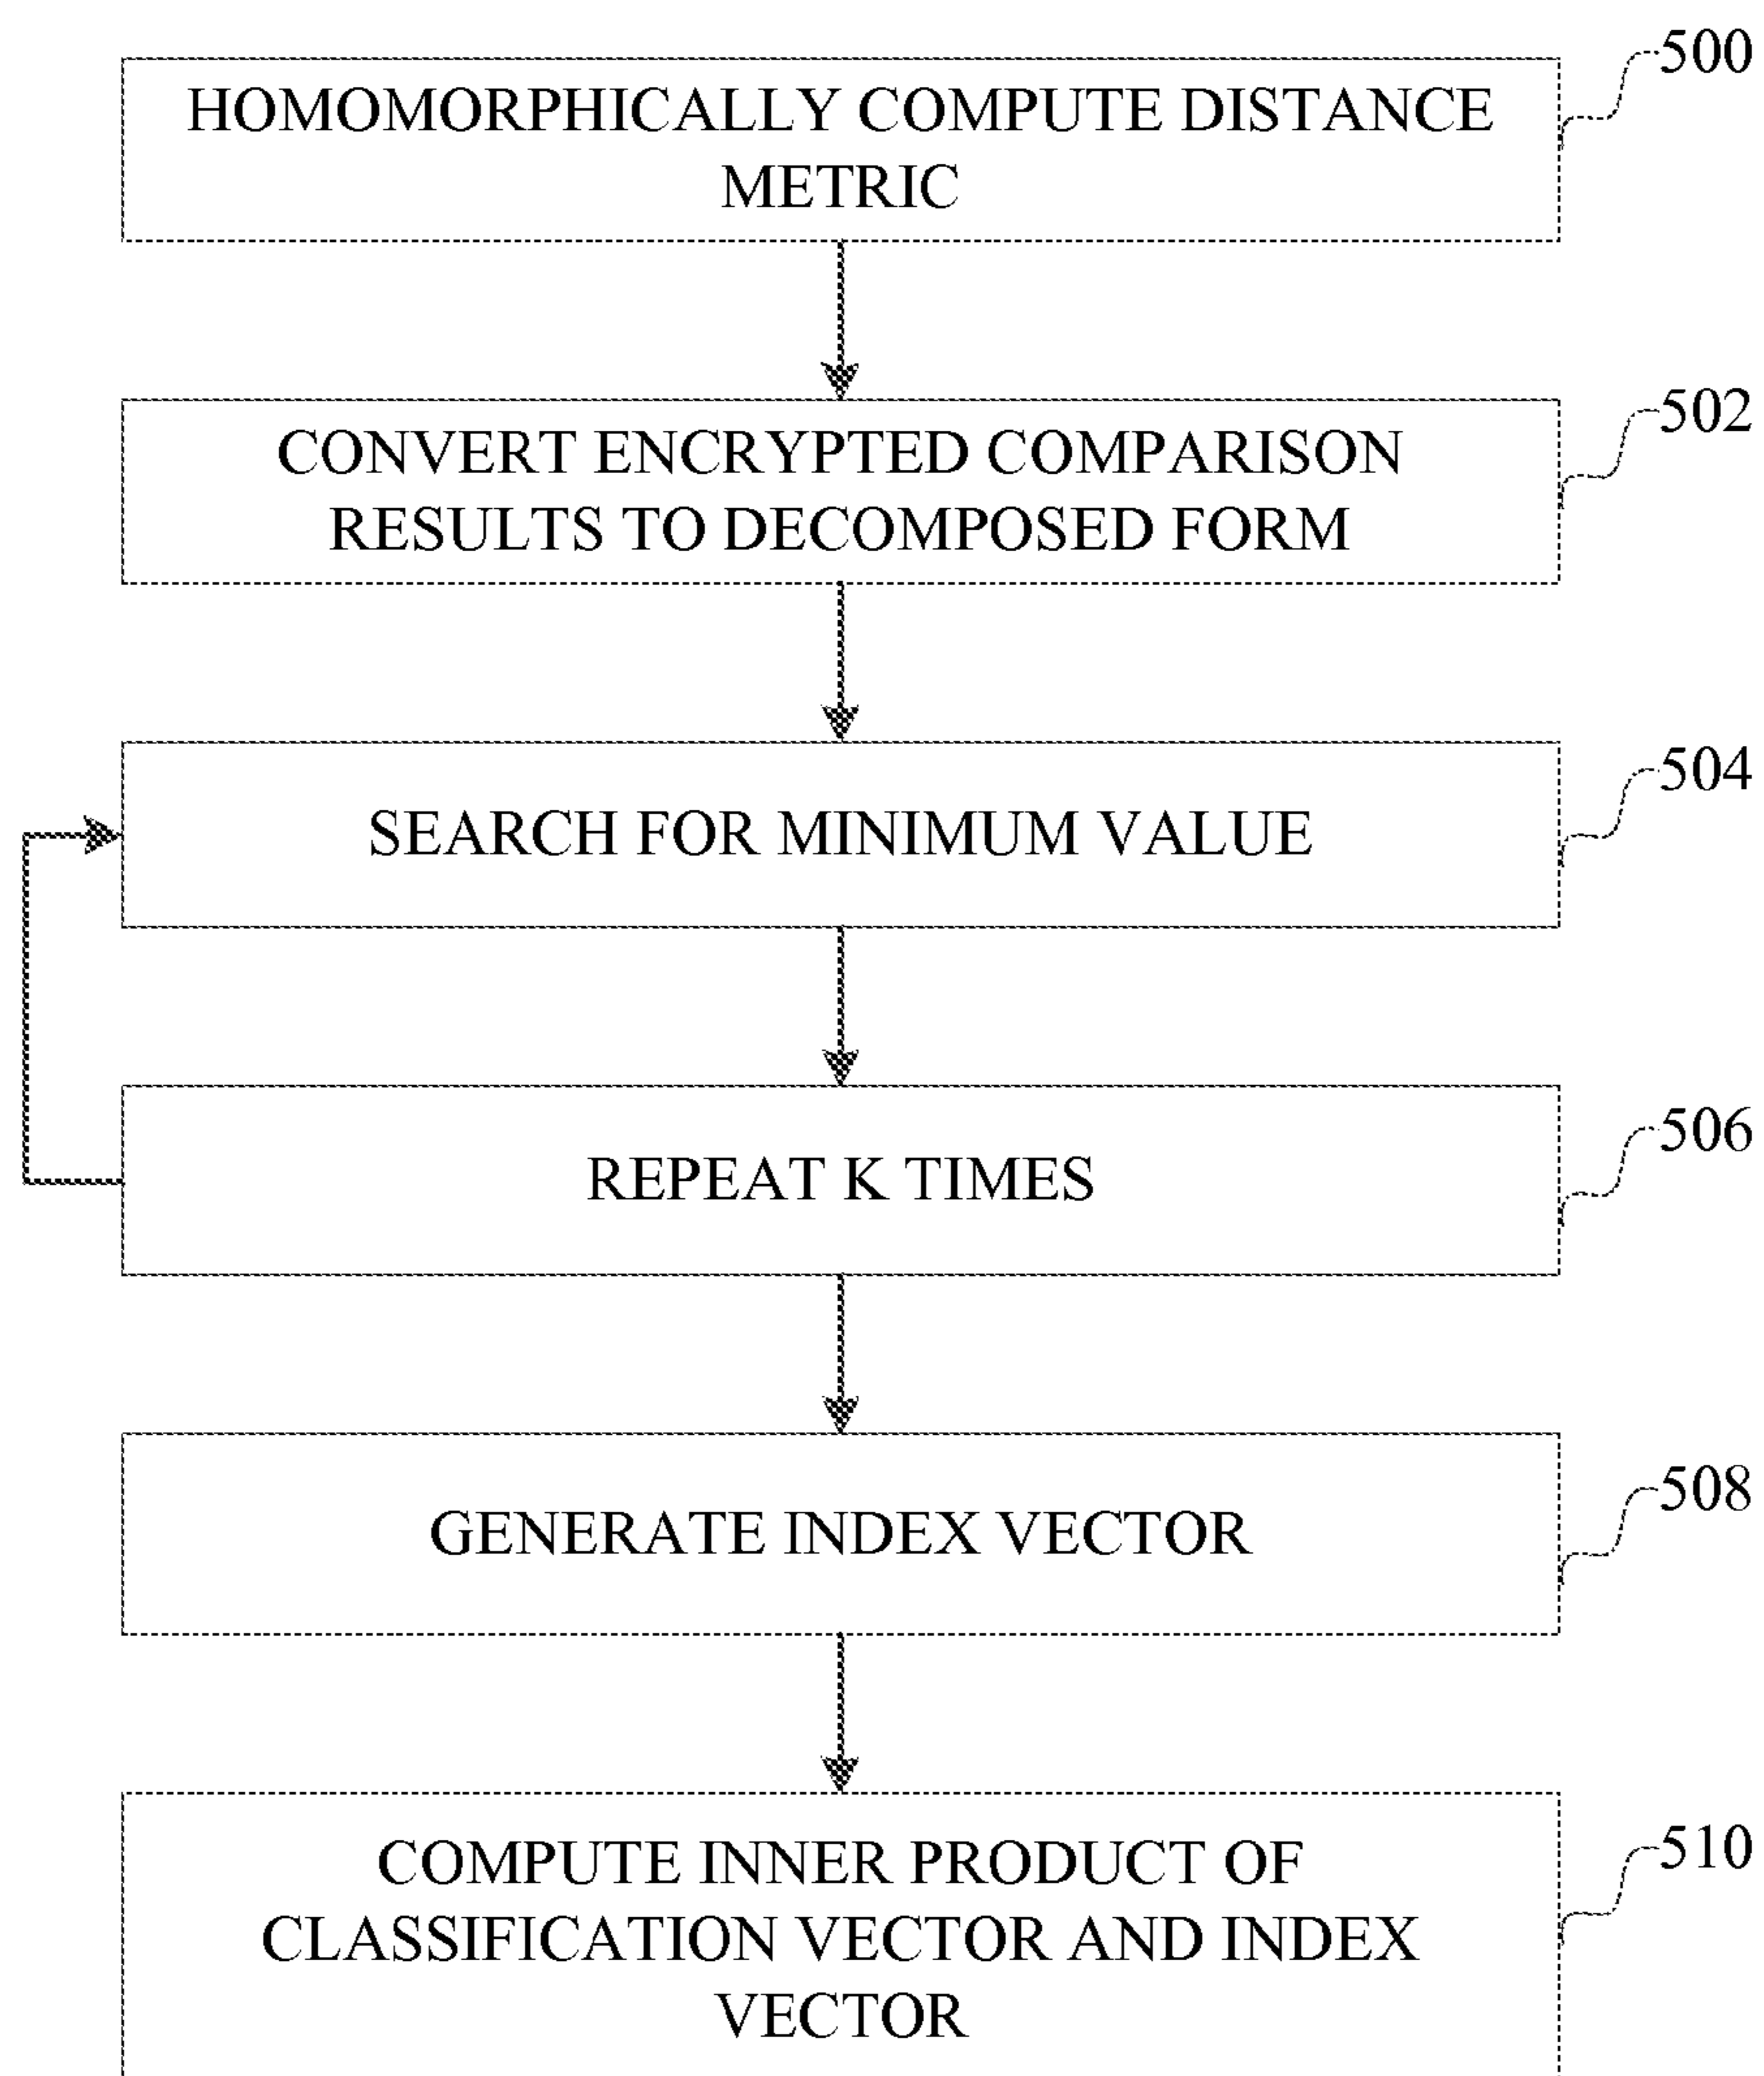 500
HOMOMORPHICALLY COMPUTE DISTANCE
METRIC
502
CONVERT ENCRYPTED COMPARISON
RESULTS TO DECOMPOSED FORM
504
SEARCH FOR MINIMUM VALUE
506
REPEAT K TIMES
508
GENERATE INDEX VECTOR
510
COMPUTE INNER PRODUCT OF
CLASSIFICATION VECTOR AND INDEX
VECTOR